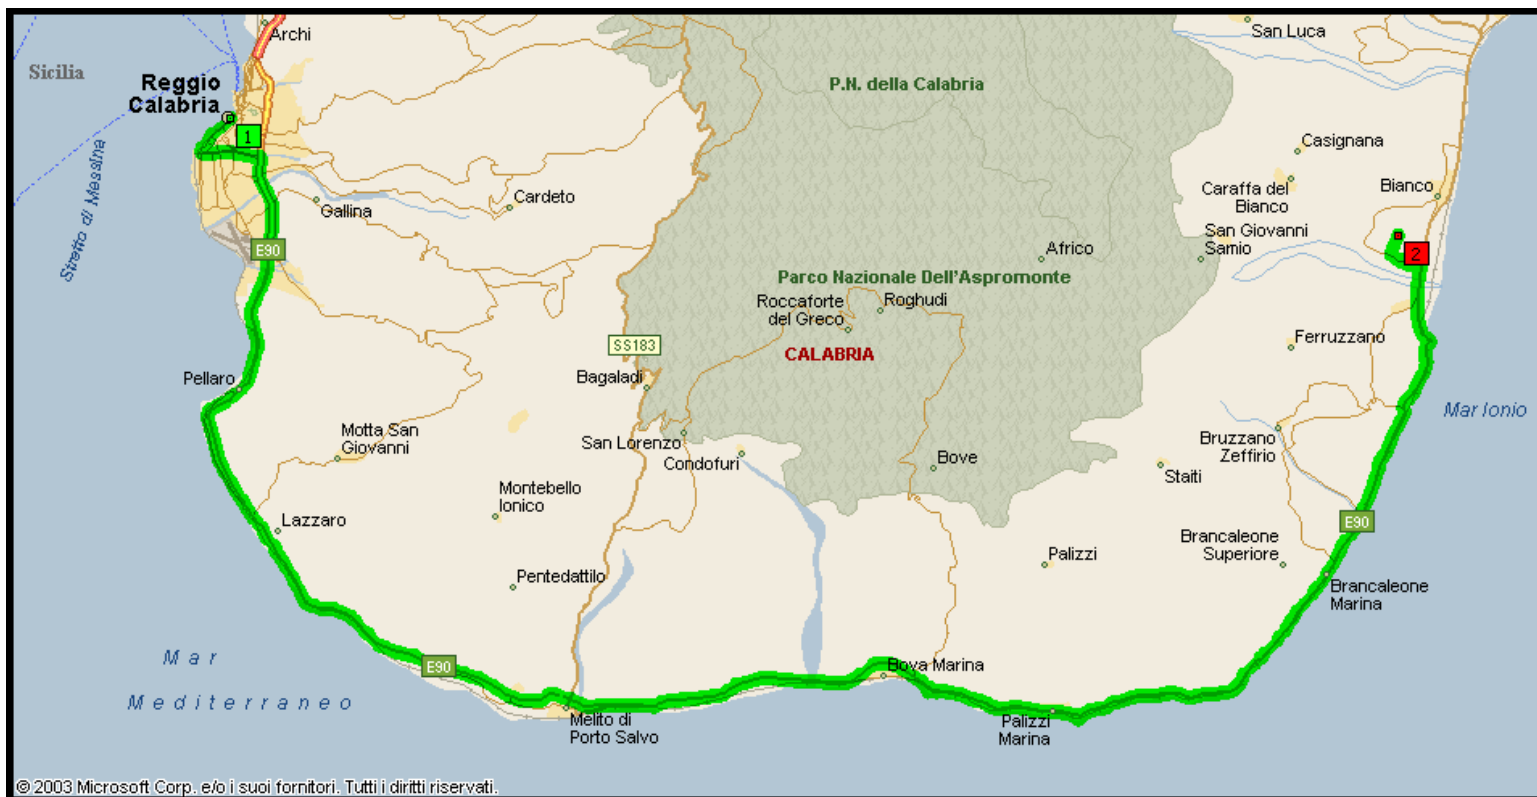 Archi
San Luca
Sicilia
Reggio
Calabria
P.N. della Calabria
1
Stretto di Messina
Casignana
Caraffa del
Bianco
Bianco
Cardeto
Gallina
San Giovanni
Samio
E90
Africo
2
Parco Nazionale Dell'Aspromonte
Roccaforte
del Greco
Roghudi
SS183
CALABRIA
Ferruzzano
Pellaro
Bagaladi
Mar Ionio
Motta San
Giovanni
San Lorenzo
Condofuri
Bove
Bruzzano
Zeffirio
Staiti
Montebello
Ionico
Lazzaro
E90
Brancaleone
Superiore
Palizzi
Pentedattilo
Brancaleone
Marina
Mar
Mediterraneo
E90
Bova Marina
Melito di
Porto Salvo
Palizzi
Marina
© 2003 Microsoft Corp. e/o i suoi fornitori. Tutti i diritti riservati.